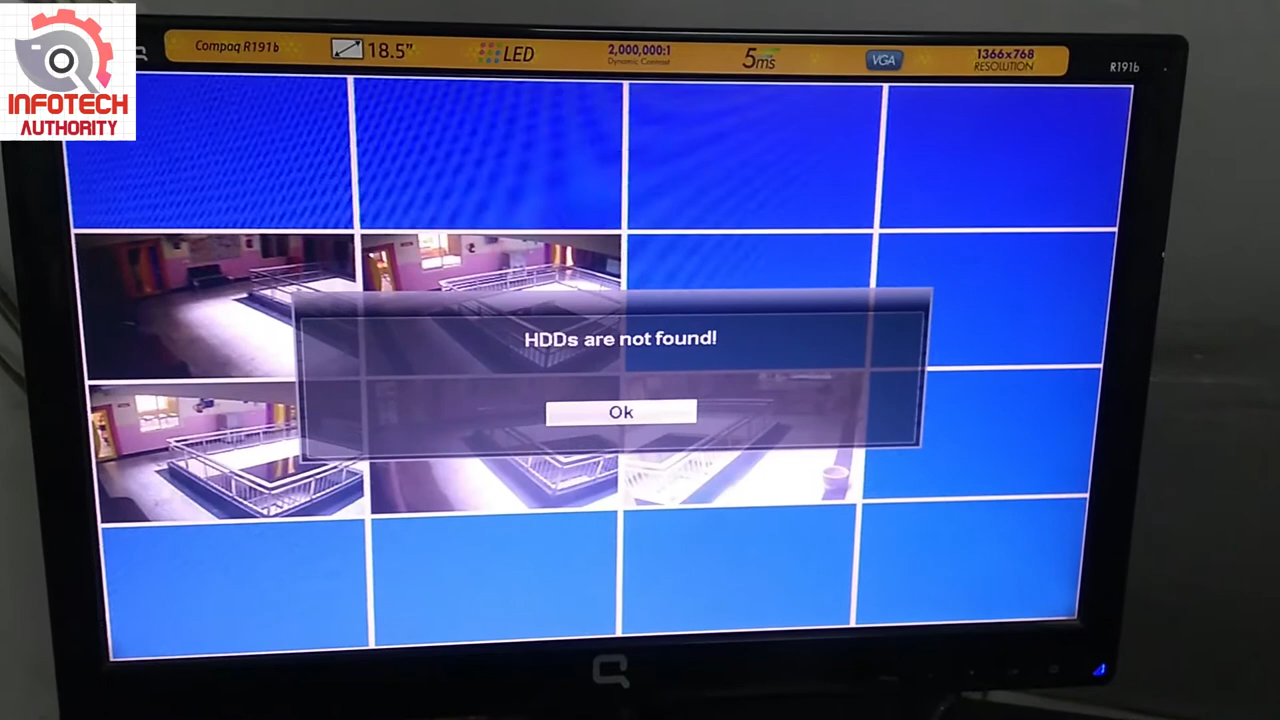 INFOTECH
AUTHORITY
Compaq R191b
18.5"
LED
2,000,000:1
Dynamic Contrast
5ms
VGA
1366x768
RESOLUTION
R191b
HDDs are not found!
Ok